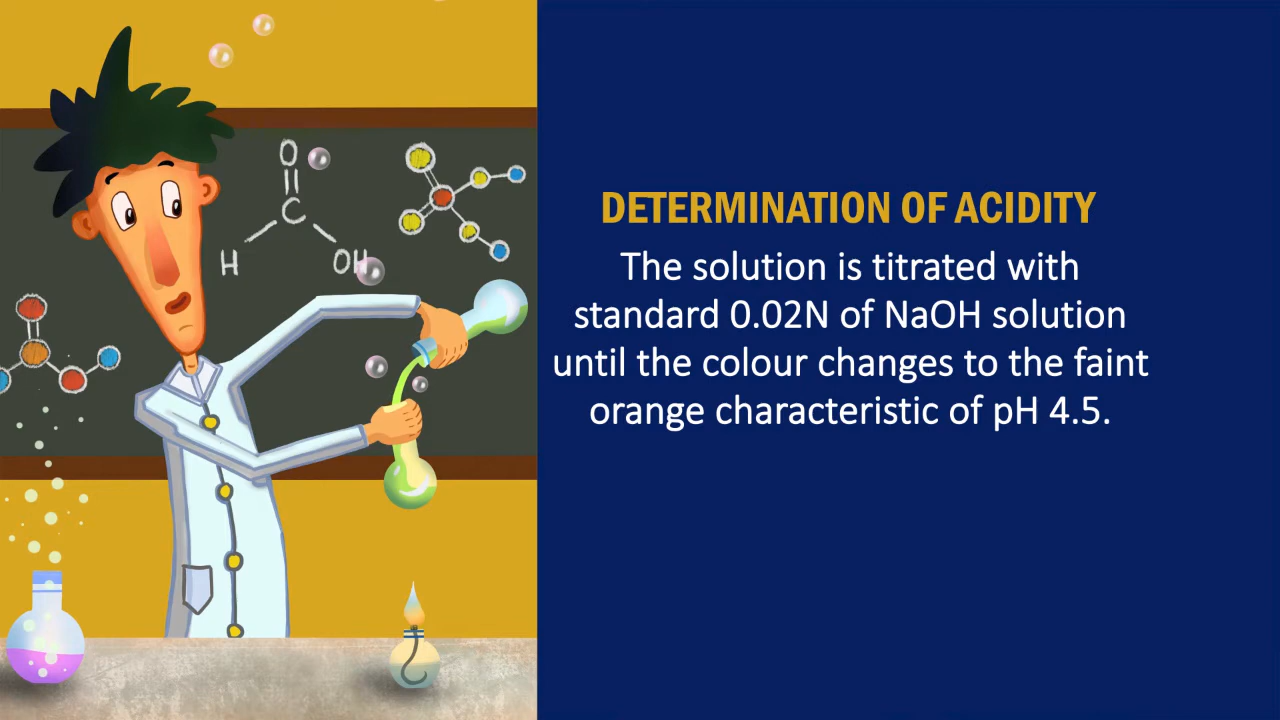 O
C
H
OH
DETERMINATION OF ACIDITY
The solution is titrated with
standard 0.02N of NaOH solution
until the colour changes to the faint
orange characteristic of pH 4.5.